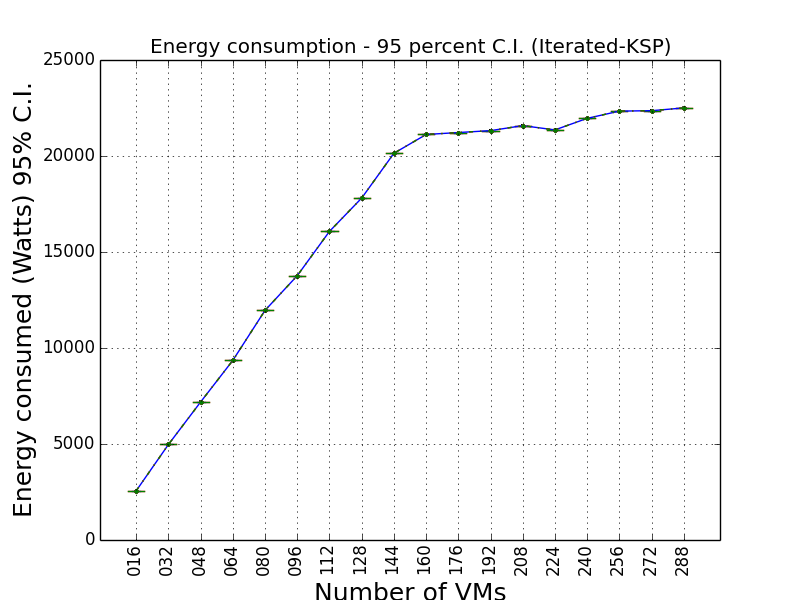 Energy consumption - 95 percent C.I. (Iterated-KSP)
Energy consumed (Watts) 95% C.I.
25000
20000
15000
10000
5000
0
016 032 048 064 080 096 112 128 144 160 176 192 208 224 240 256 272 288
Number of VMs